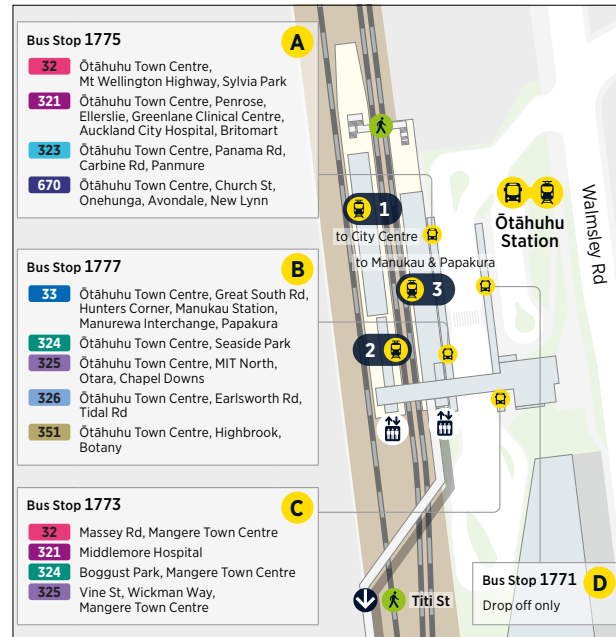 Bus Stop 1775
A
32 Ōtāhuhu Town Centre,
Mt Wellington Highway, Sylvia Park
321 Ōtāhuhu Town Centre, Penrose,
Ellerslie, Greenlane Clinical Centre,
Auckland City Hospital, Britomart
323 Ōtāhuhu Town Centre, Panama Rd,
Carbine Rd, Panmure
670 Ōtāhuhu Town Centre, Church St,
Onehunga, Avondale, New Lynn
Bus Stop 1777
B
33 Ōtāhuhu Town Centre, Great South Rd,
Hunters Corner, Manukau Station,
Manurewa Interchange, Papakura
324 Ōtāhuhu Town Centre, Seaside Park
325 Ōtāhuhu Town Centre, MIT North,
Otara, Chapel Downs
326 Ōtāhuhu Town Centre, Earlsworth Rd,
Tidal Rd
351 Ōtāhuhu Town Centre, Highbrook,
Botany
Bus Stop 1773
C
32 Massey Rd, Mangere Town Centre
321 Middlemore Hospital
324 Boggust Park, Mangere Town Centre
325 Vine St, Wickman Way,
Mangere Town Centre
1
to City Centre
to Manukau & Papakura
3
2
Ōtāhuhu
Station
Walmsley Rd
Titi St
Bus Stop 1771
D
Drop off only